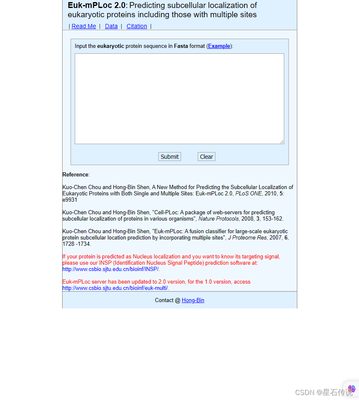 Euk-mPLoc 2.0: Predicting subcellular localization of
eukaryotic proteins including those with multiple sites
| Read Me | Data | Citation |
Input the eukaryotic protein sequence in Fasta format (Example):
Submit Clear
Reference:
Kuo-Chen Chou and Hong-Bin Shen, A New Method for Predicting the Subcellular Localization
of Eukaryotic Proteins with Both Single and Multiple Sites: Euk-mPLoc 2.0, PLoS ONE, 2010, 5:
e9931
Kuo-Chen Chou and Hong-Bin Shen, "Cell-PLoc: A package of web-servers for predicting
subcellular localization of proteins in various organisms", Nature Protocols, 2008, 3, 153-162.
Kuo-Chen Chou and Hong-Bin Shen, "Euk-mPLoc: A fusion classifier for large-scale eukaryotic
protein subcellular location prediction by incorporating multiple sites", J Proteome Res, 2007, 6,
1728 -1734.
If your protein is predicted as Nucleus localization and you want to know its targeting signal,
please use our INSP (Identification Nucleus Signal Peptide) prediction software at:
http://www.csbio.sjtu.edu.cn/bioinf/INSP/
Euk-mPLoc server has been updated to 2.0 version, for the 1.0 version, access
http://www.csbio.sjtu.edu.cn/bioinf/euk-multi/
Contact @ Hong-Bin
CSDN @星石传说